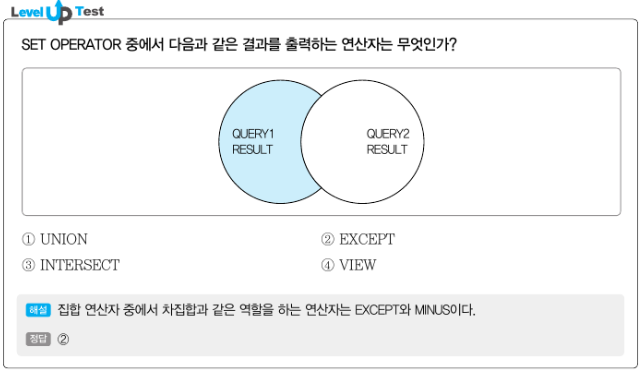 Level Up Test
SET OPERATOR 중에서 다음과 같은 결과를 출력하는 연산자는 무엇인가?
QUERY1
RESULT
QUERY2
RESULT
① UNION
② EXCEPT
③ INTERSECT
④ VIEW
해설 집합 연산자 중에서 차집합과 같은 역할을 하는 연산자는 EXCEPT와 MINUS이다.
정답 ②